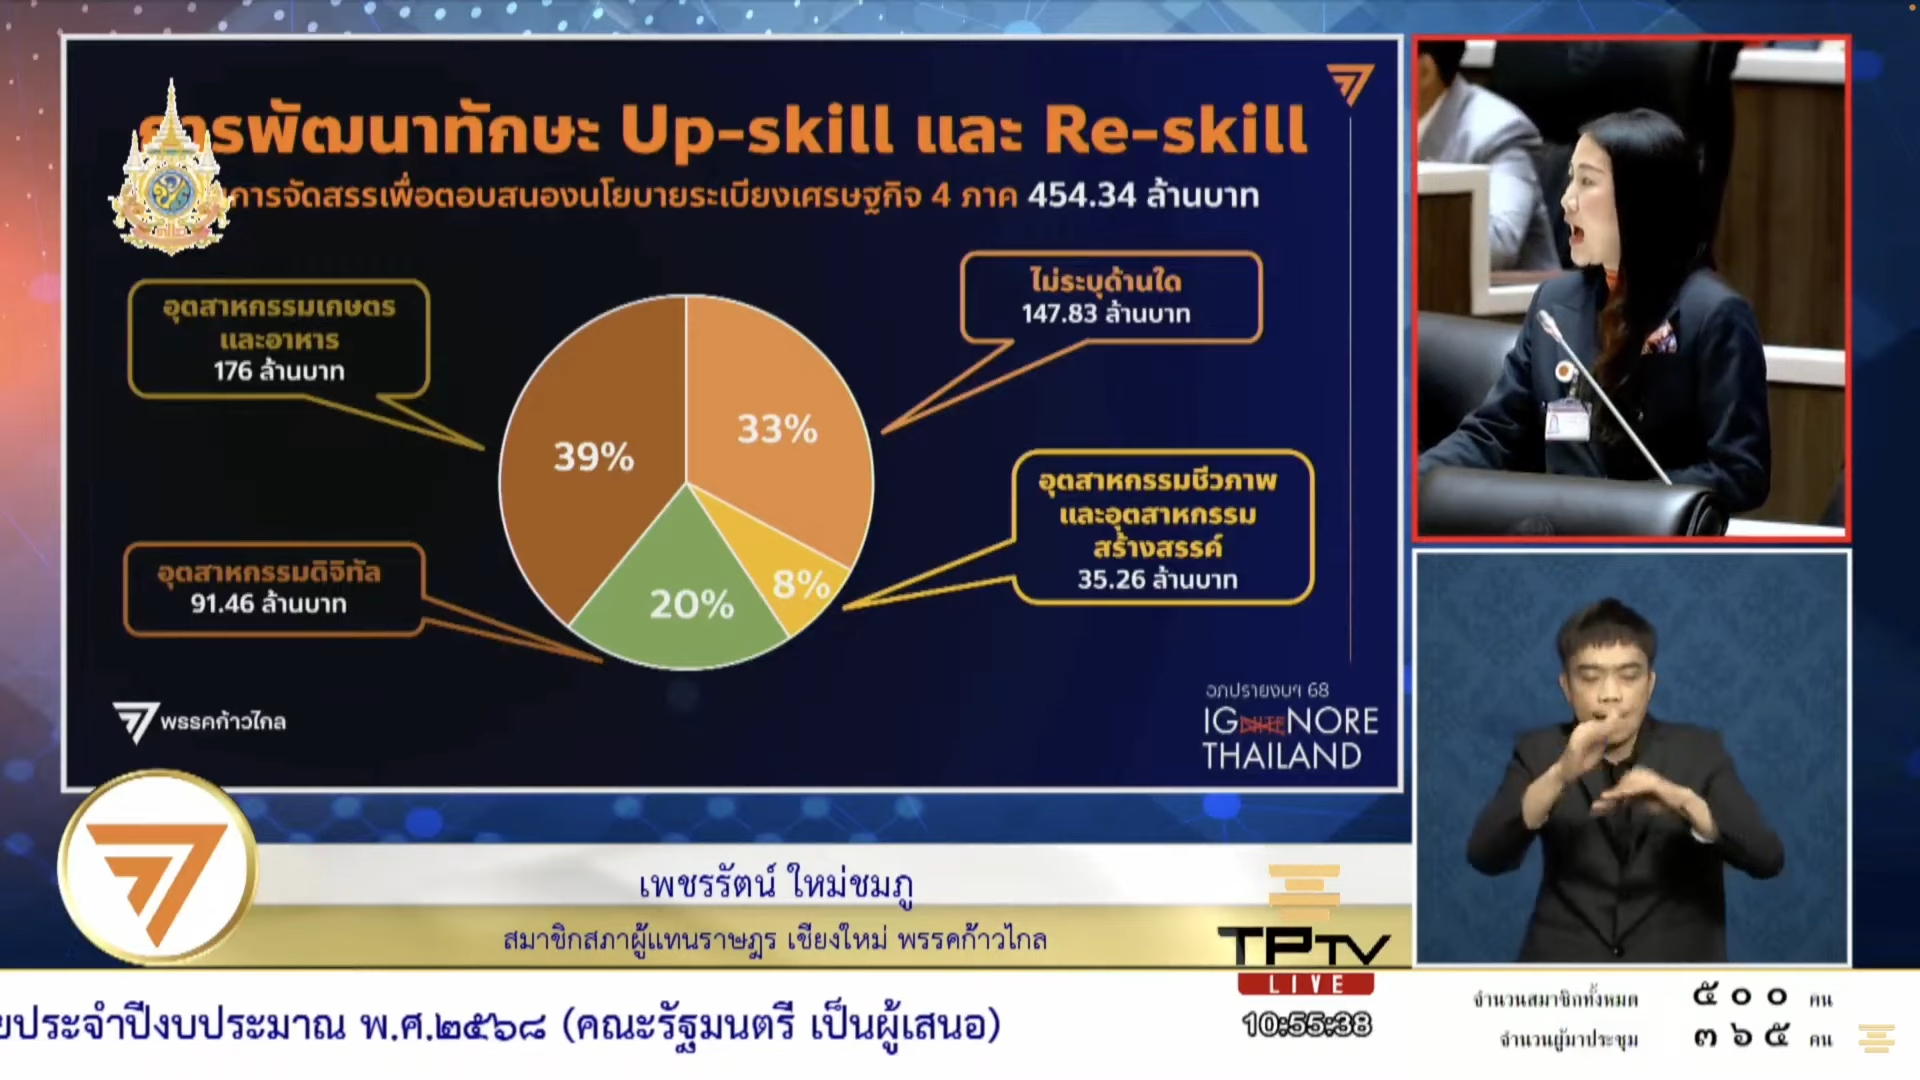 การพัฒนาทักษะ Up-skill และ Re-skill
การจัดสรรเพื่อตอบสนองนโยบายระเบียงเศรษฐกิจ 4 ภาค 454.34 ล้านบาท
อุตสาหกรรมเกษตร
และอาหาร
176 ล้านบาท
ไม่ระบุด้านใด
147.83 ล้านบาท
39%
33%
อุตสาหกรรมชีวภาพ
และอุตสาหกรรม
สร้างสรรค์
35.26 ล้านบาท
อุตสาหกรรมดิจิทัล
91.46 ล้านบาท
20%
8%
พรรคก้าวไกล
อภิปรายงบฯ 68
IGNORE
THAILAND
เพชรรัตน์ ใหม่ชมภู
สมาชิกสภาผู้แทนราษฎร เชียงใหม่ พรรคก้าวไกล
TPTV
LIVE
10:55:38
ยประจำปีงบประมาณ พ.ศ.๒๕๖๘ (คณะรัฐมนตรี เป็นผู้เสนอ)
จำนวนสมาชิกทั้งหมด ๕๐๐ คน
จำนวนผู้มาประชุม ๓๖๕ คน